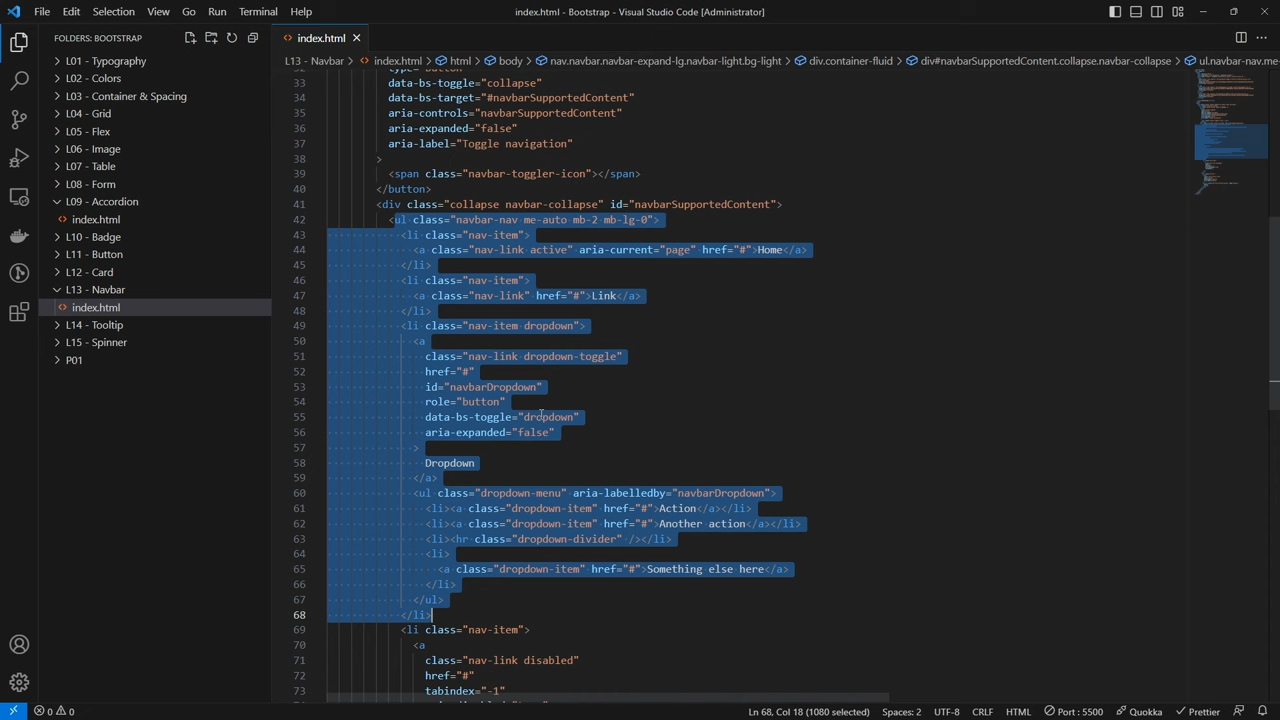 File Edit Selection View Go Run Terminal Help
index.html - Bootstrap - Visual Studio Code [Administrator]
FOLDERS: BOOTSTRAP
L01 - Typography
L02 - Colors
L03 - Container & Spacing
L04 - Grid
L05 - Flex
L06 - Image
L07 - Table
L08 - Form
L09 - Accordion
index.html
L10 - Badge
L11 - Button
L12 - Card
L13 - Navbar
index.html
L14 - Tooltip
L15 - Spinner
P01
index.html
L13 - Navbar > index.html > html > body > nav.navbar.navbar-expand-lg.navbar-light.bg-light > div.container-fluid > div#navbarSupportedContent.collapse.navbar-collapse > ul.navbar-nav.me-
32 type="button"
33 data-bs-toggle="collapse"
34 data-bs-target="#navbarSupportedContent"
35 aria-controls="navbarSupportedContent"
36 aria-expanded="false"
37 aria-label="Toggle navigation"
38 >
39 <span class="navbar-toggler-icon"></span>
40 </button>
41 <div class="collapse navbar-collapse" id="navbarSupportedContent">
42 <ul class="navbar-nav me-auto mb-2 mb-lg-0">
43 <li class="nav-item">
44 <a class="nav-link active" aria-current="page" href="#">Home</a>
45 </li>
46 <li class="nav-item">
47 <a class="nav-link" href="#">Link</a>
48 </li>
49 <li class="nav-item dropdown">
50 <a
51 class="nav-link dropdown-toggle"
52 href="#"
53 id="navbarDropdown"
54 role="button"
55 data-bs-toggle="dropdown"
56 aria-expanded="false"
57 >
58 Dropdown
59 </a>
60 <ul class="dropdown-menu" aria-labelledby="navbarDropdown">
61 <li><a class="dropdown-item" href="#">Action</a></li>
62 <li><a class="dropdown-item" href="#">Another action</a></li>
63 <li><hr class="dropdown-divider" /></li>
64 <li>
65 <a class="dropdown-item" href="#">Something else here</a>
66 </li>
67 </ul>
68 </li>
69 <li class="nav-item">
70 <a
71 class="nav-link disabled"
72 href="#"
73 tabindex="-1"
0 0 Ln 68, Col 18 (1080 selected) Spaces: 2 UTF-8 CRLF HTML Port : 5500 Quokka Prettier